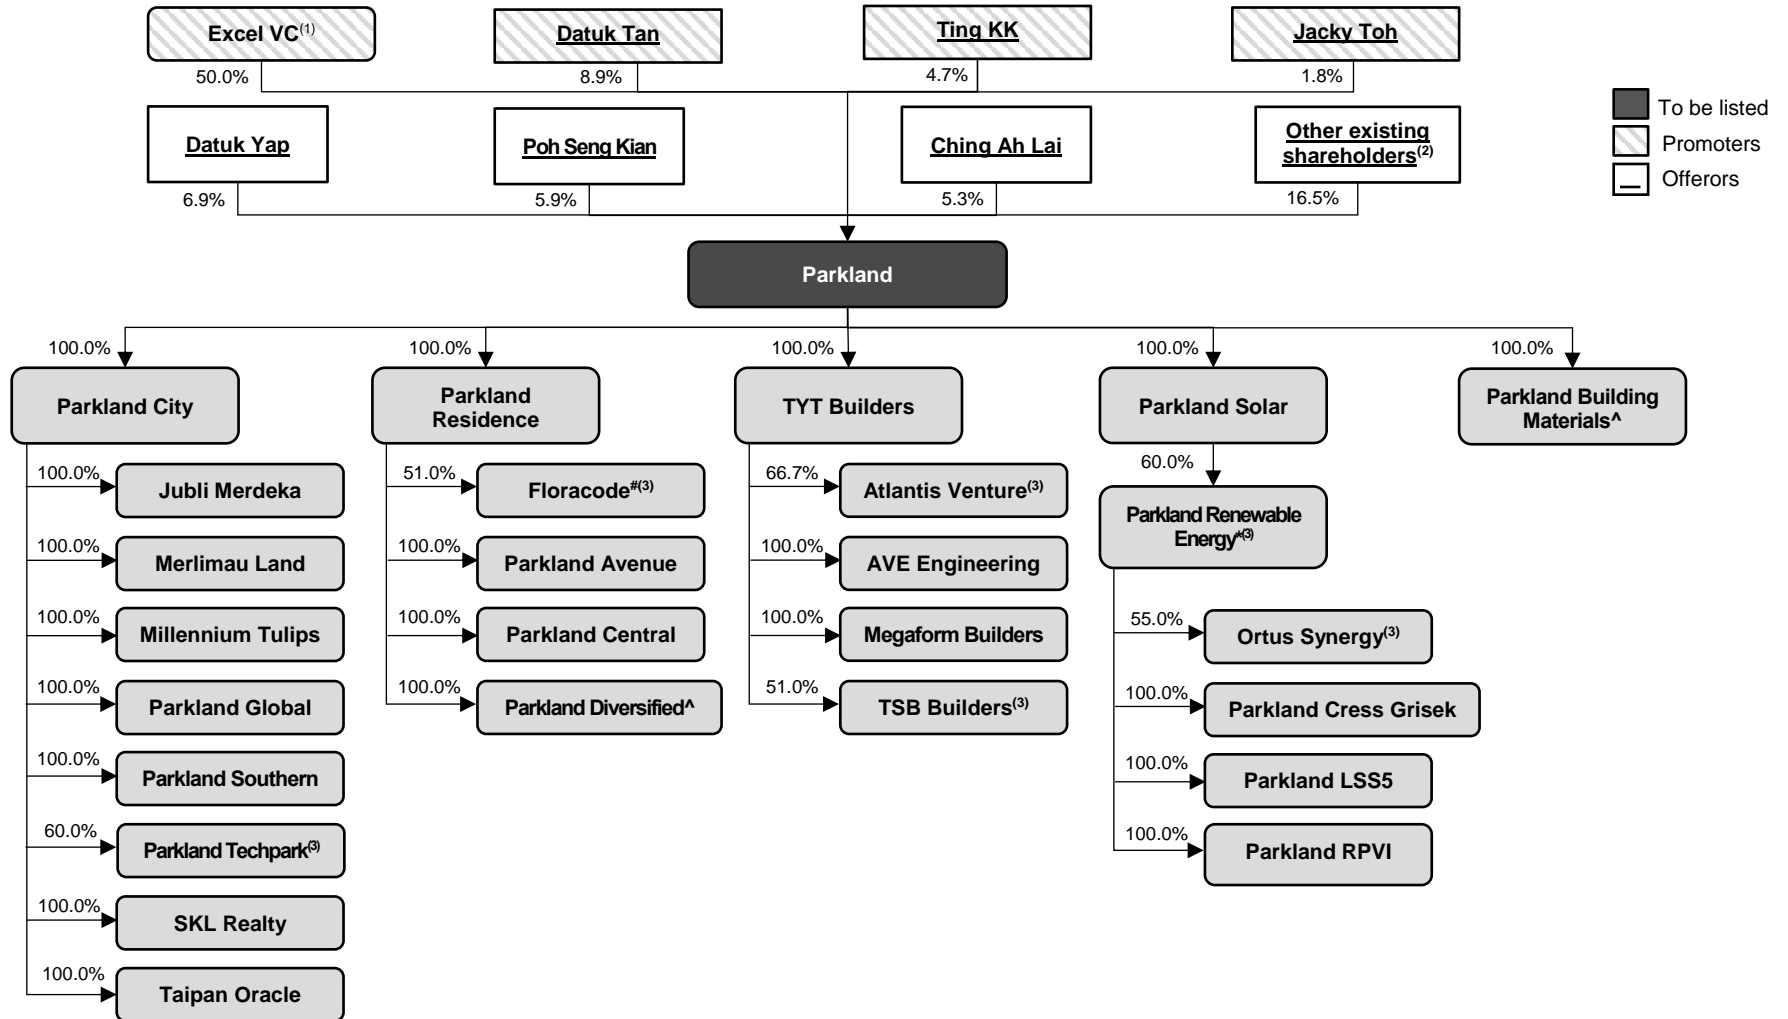 Excel VC(1)
Datuk Tan
Ting KK
Jacky Toh
50.0%
8.9%
4.7%
1.8%
Datuk Yap
Poh Seng Kian
Ching Ah Lai
Other existing
shareholders(2)
6.9%
5.9%
5.3%
16.5%
To be listed
Promoters
Offerors
Parkland
100.0%
100.0%
100.0%
100.0%
100.0%
Parkland City
Parkland
Residence
TYT Builders
Parkland Solar
Parkland Building
Materials^
100.0%
Jubli Merdeka
100.0%
Merlimau Land
100.0%
Millennium Tulips
100.0%
Parkland Global
100.0%
Parkland Southern
60.0%
Parkland Techpark(3)
100.0%
SKL Realty
100.0%
Taipan Oracle
51.0%
Floracode#(3)
100.0%
Parkland Avenue
100.0%
Parkland Central
100.0%
Parkland Diversified^
66.7%
Atlantis Venture(3)
100.0%
AVE Engineering
100.0%
Megaform Builders
51.0%
TSB Builders(3)
60.0%
Parkland Renewable
Energy*(3)
55.0%
Ortus Synergy(3)
100.0%
Parkland Cress Grisek
100.0%
Parkland LSS5
100.0%
Parkland RPVI